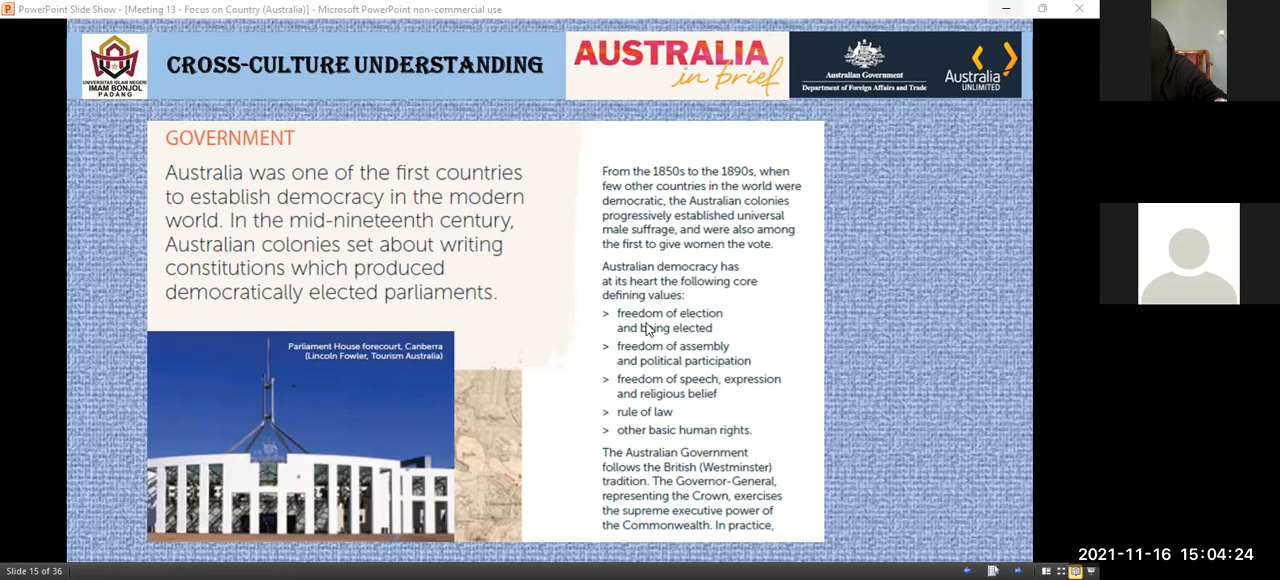 PowerPoint Slide Show - [Meeting 13 - Focus on Country (Australia)] - Microsoft PowerPoint non-commercial use
UNIVERSITAS ISLAM NEGERI
IMAM BONJOL
PADANG
CROSS-CULTURE UNDERSTANDING
AUSTRALIA
in brief
Australian Government
Department of Foreign Affairs and Trade
Australia
UNLIMITED
GOVERNMENT
Australia was one of the first countries
to establish democracy in the modern
world. In the mid-nineteenth century,
Australian colonies set about writing
constitutions which produced
democratically elected parliaments.
Parliament House forecourt, Canberra
(Lincoln Fowler, Tourism Australia)
From the 1850s to the 1890s, when
few other countries in the world were
democratic, the Australian colonies
progressively established universal
male suffrage, and were also among
the first to give women the vote.
Australian democracy has
at its heart the following core
defining values:
> freedom of election
and being elected
> freedom of assembly
and political participation
> freedom of speech, expression
and religious belief
> rule of law
> other basic human rights.
The Australian Government
follows the British (Westminster)
tradition. The Governor-General,
representing the Crown, exercises
the supreme executive power of
the Commonwealth. In practice,
2021-11-16 15:04:24
Slide 15 of 36